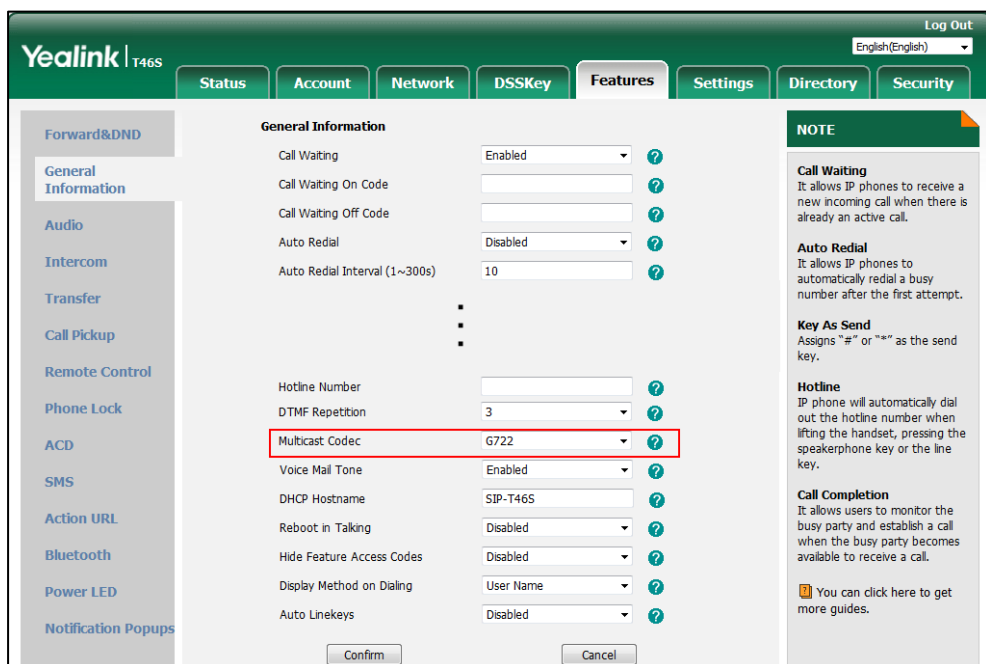 Log Out
Yealink T46S
English(English)
Status Account Network DSSKey Features Settings Directory Security
Forward&DND
General
Information
Audio
Intercom
Transfer
Call Pickup
Remote Control
Phone Lock
ACD
SMS
Action URL
Bluetooth
Power LED
Notification Popups
General Information
Call Waiting Enabled ?
Call Waiting On Code ?
Call Waiting Off Code ?
Auto Redial Disabled ?
Auto Redial Interval (1~300s) 10 ?
Hotline Number ?
DTMF Repetition 3 ?
Multicast Codec G722 ?
Voice Mail Tone Enabled ?
DHCP Hostname SIP-T46S ?
Reboot in Talking Disabled ?
Hide Feature Access Codes Disabled ?
Display Method on Dialing User Name ?
Auto Linekeys Disabled ?
Confirm Cancel
NOTE
Call Waiting
It allows IP phones to receive a
new incoming call when there is
already an active call.
Auto Redial
It allows IP phones to
automatically redial a busy
number after the first attempt.
Key As Send
Assigns "#" or "*" as the send
key.
Hotline
IP phone will automatically dial
out the hotline number when
lifting the handset, pressing the
speakerphone key or the line
key.
Call Completion
It allows users to monitor the
busy party and establish a call
when the busy party becomes
available to receive a call.
? You can click here to get
more guides.